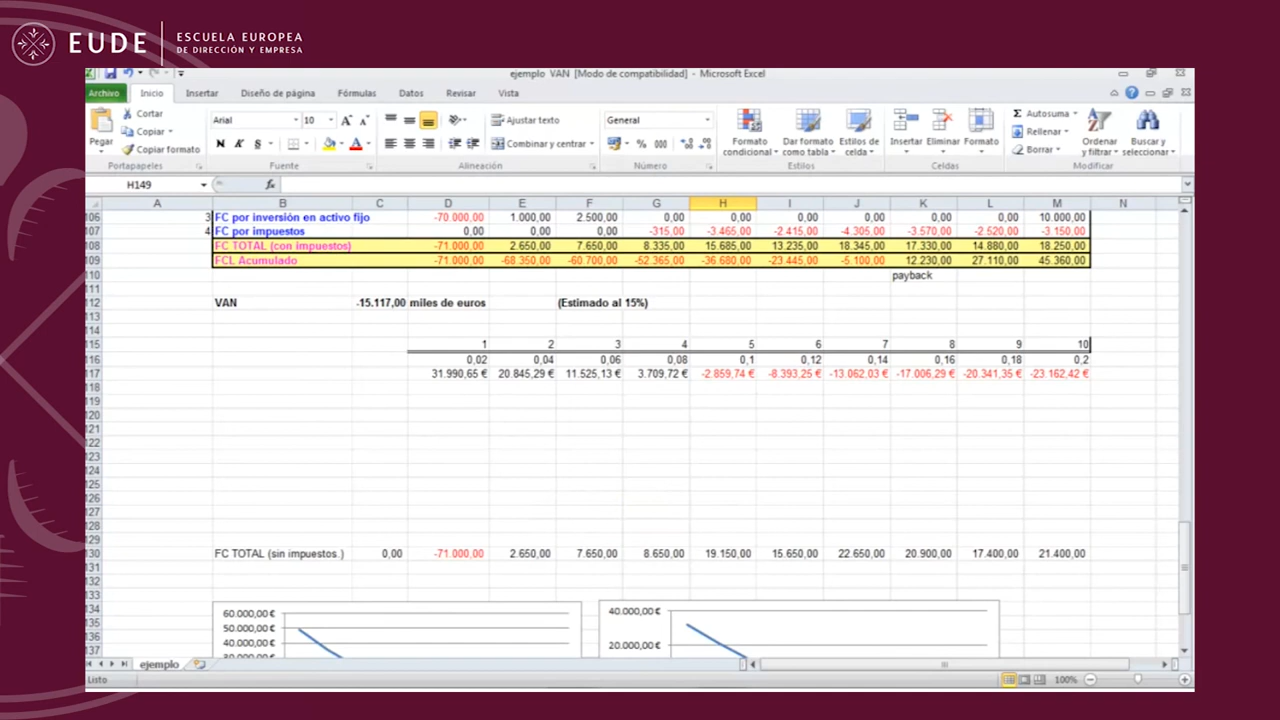 EUDE ESCUELA EUROPEA
DE DIRECCIÓN Y EMPRESA
ejemplo VAN [Modo de compatibilidad] - Microsoft Excel
Archivo Inicio Insertar Diseño de página Fórmulas Datos Revisar Vista
Pegar Cortar Copiar Copiar formato Portapapeles
Arial 10 N K S Fuente
Ajustar texto Combinar y centrar Alineación
General % 000 Número
Formato condicional Dar formato como tabla Estilos de celda Estilos
Insertar Eliminar Formato Celdas
Autosuma Rellenar Borrar Ordenar y filtrar Buscar y seleccionar Modificar
H149 fx
A B C D E F G H I J K L M N
106 3 FC por inversión en activo fijo -70 000,00 1.000,00 2.500,00 0,00 0,00 0,00 0,00 0,00 0,00 10.000,00
107 4 FC por impuestos 0,00 0,00 0,00 -315,00 -3.465,00 -2.415,00 -4.305,00 -3.570,00 -2.520,00 -3.150,00
108 FC TOTAL (con impuestos) -71.000,00 2.650,00 7.650,00 8.335,00 15.685,00 13.235,00 18.345,00 17.330,00 14.880,00 18.250,00
109 FCL Acumulado -71.000,00 -68.350,00 -60.700,00 -52.365,00 -36.680,00 -23.445,00 -5.100,00 12.230,00 27.110,00 45.360,00
110 payback
112 VAN -15.117,00 miles de euros (Estimado al 15%)
113
114
115 1 2 3 4 5 6 7 8 9 10
116 0,02 0,04 0,06 0,08 0,1 0,12 0,14 0,16 0,18 0,2
117 31.990,65 € 20.845,29 € 11.525,13 € 3.709,72 € -2.859,74 € -8.393,25 € -13.062,03 € -17.006,29 € -20.341,35 € -23.162,42 €
118
119
120
121
122
123
124
125
126
127
128
129
130 FC TOTAL (sin impuestos.) 0,00 -71.000,00 2.650,00 7.650,00 8.650,00 19.150,00 15.650,00 22.650,00 20.900,00 17.400,00 21.400,00
131
132
133
134 60.000,00 € 40.000,00 €
135 50.000,00 €
136 40.000,00 € 20.000,00 €
137
ejemplo
Listo 100%